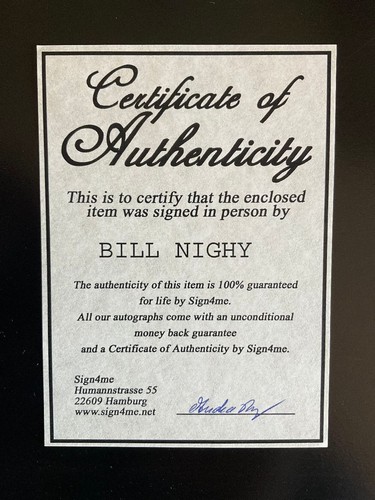 Certificate of
Authenticity
This is to certify that the enclosed
item was signed in person by
BILL NIGHY
The authenticity of this item is 100% guaranteed
for life by Sign4me.
All our autographs come with an unconditional
money back guarantee
and a Certificate of Authenticity by Sign4me.
Sign4me
Humannstrasse 55
22609 Hamburg
www.sign4me.net